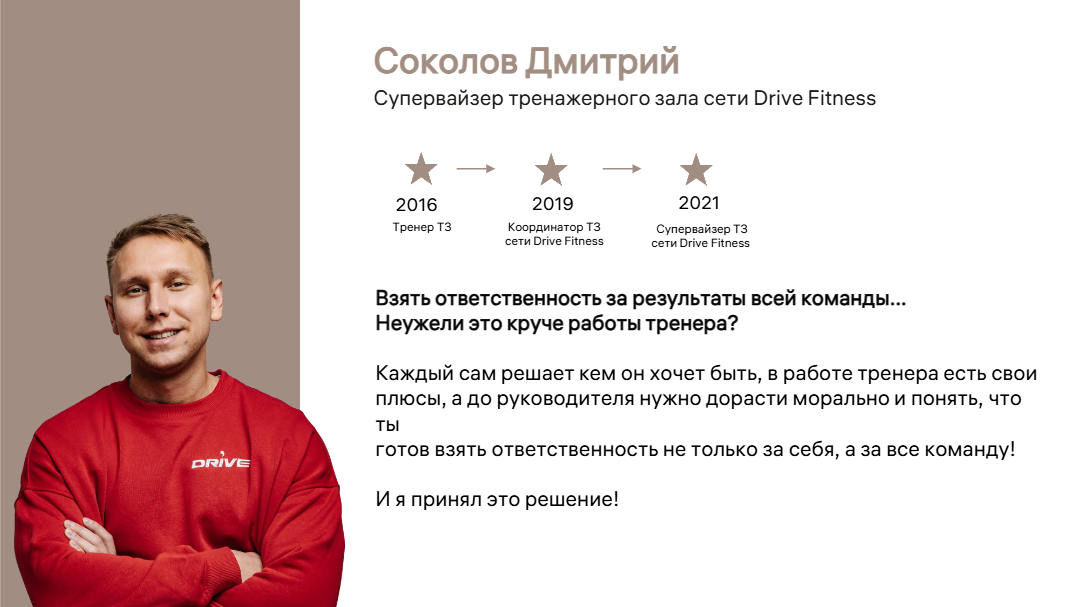 Соколов Дмитрий
Супервайзер тренажерного зала сети Drive Fitness
2016
Тренер ТЗ
2019
Координатор ТЗ
сети Drive Fitness
2021
Супервайзер ТЗ
сети Drive Fitness
Взять ответственность за результаты всей команды...
Неужели это круче работы тренера?
Каждый сам решает кем он хочет быть, в работе тренера есть свои
плюсы, а до руководителя нужно дорасти морально и понять, что
ты
готов взять ответственность не только за себя, а за все команду!
И я принял это решение!
DRIVE